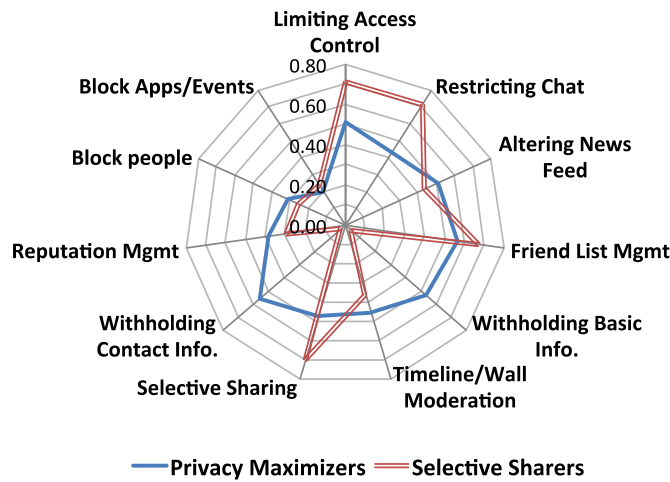 Limiting Access
Control
0.80
Block Apps/Events
Restricting Chat
0.60
Block people
0.40
Altering News
Feed
0.20
0.00
Reputation Mgmt
Friend List Mgmt
Withholding
Contact Info.
Withholding Basic
Info.
Selective Sharing
Timeline/Wall
Moderation
Privacy Maximizers
Selective Sharers